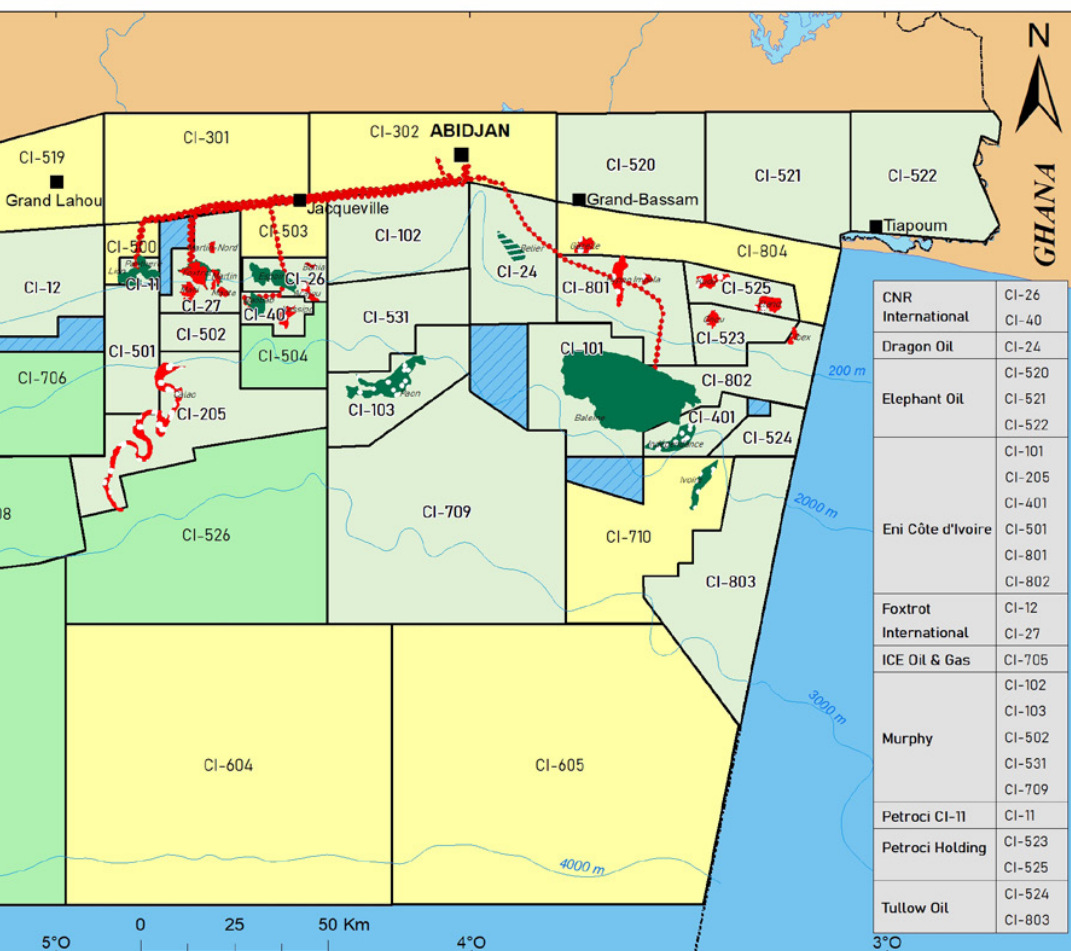 N
GHANA
CI-301
CI-302
ABIDJAN
CI-519
Grand Lahou
CI-520
CI-521
CI-522
Jacqueville
Grand-Bassam
Tiapoum
CI-500
CI-503
CI-102
CI-804
Belier
CI-24
CI-12
CI-11
CI-27
CI-26
CI-40
CI-801
CI-525
CI-531
CI-502
CI-523
CI-501
CI-504
CI-101
CI-706
200 m
CI-802
CI-205
CI-103
Paon
Baleine
CI-401
CI-524
08
CI-526
CI-709
2000 m
CI-710
CI-803
3000 m
CI-604
CI-605
4000 m
0 25 50 Km
5°O
4°O
3°O
CNR International
CI-26
CI-40
Dragon Oil
CI-24
Elephant Oil
CI-520
CI-521
CI-522
Eni Côte d'Ivoire
CI-101
CI-205
CI-401
CI-501
CI-801
CI-802
Foxtrot International
CI-12
CI-27
ICE Oil & Gas
CI-705
Murphy
CI-102
CI-103
CI-502
CI-531
CI-709
Petroci CI-11
CI-11
Petroci Holding
CI-523
CI-525
Tullow Oil
CI-524
CI-803